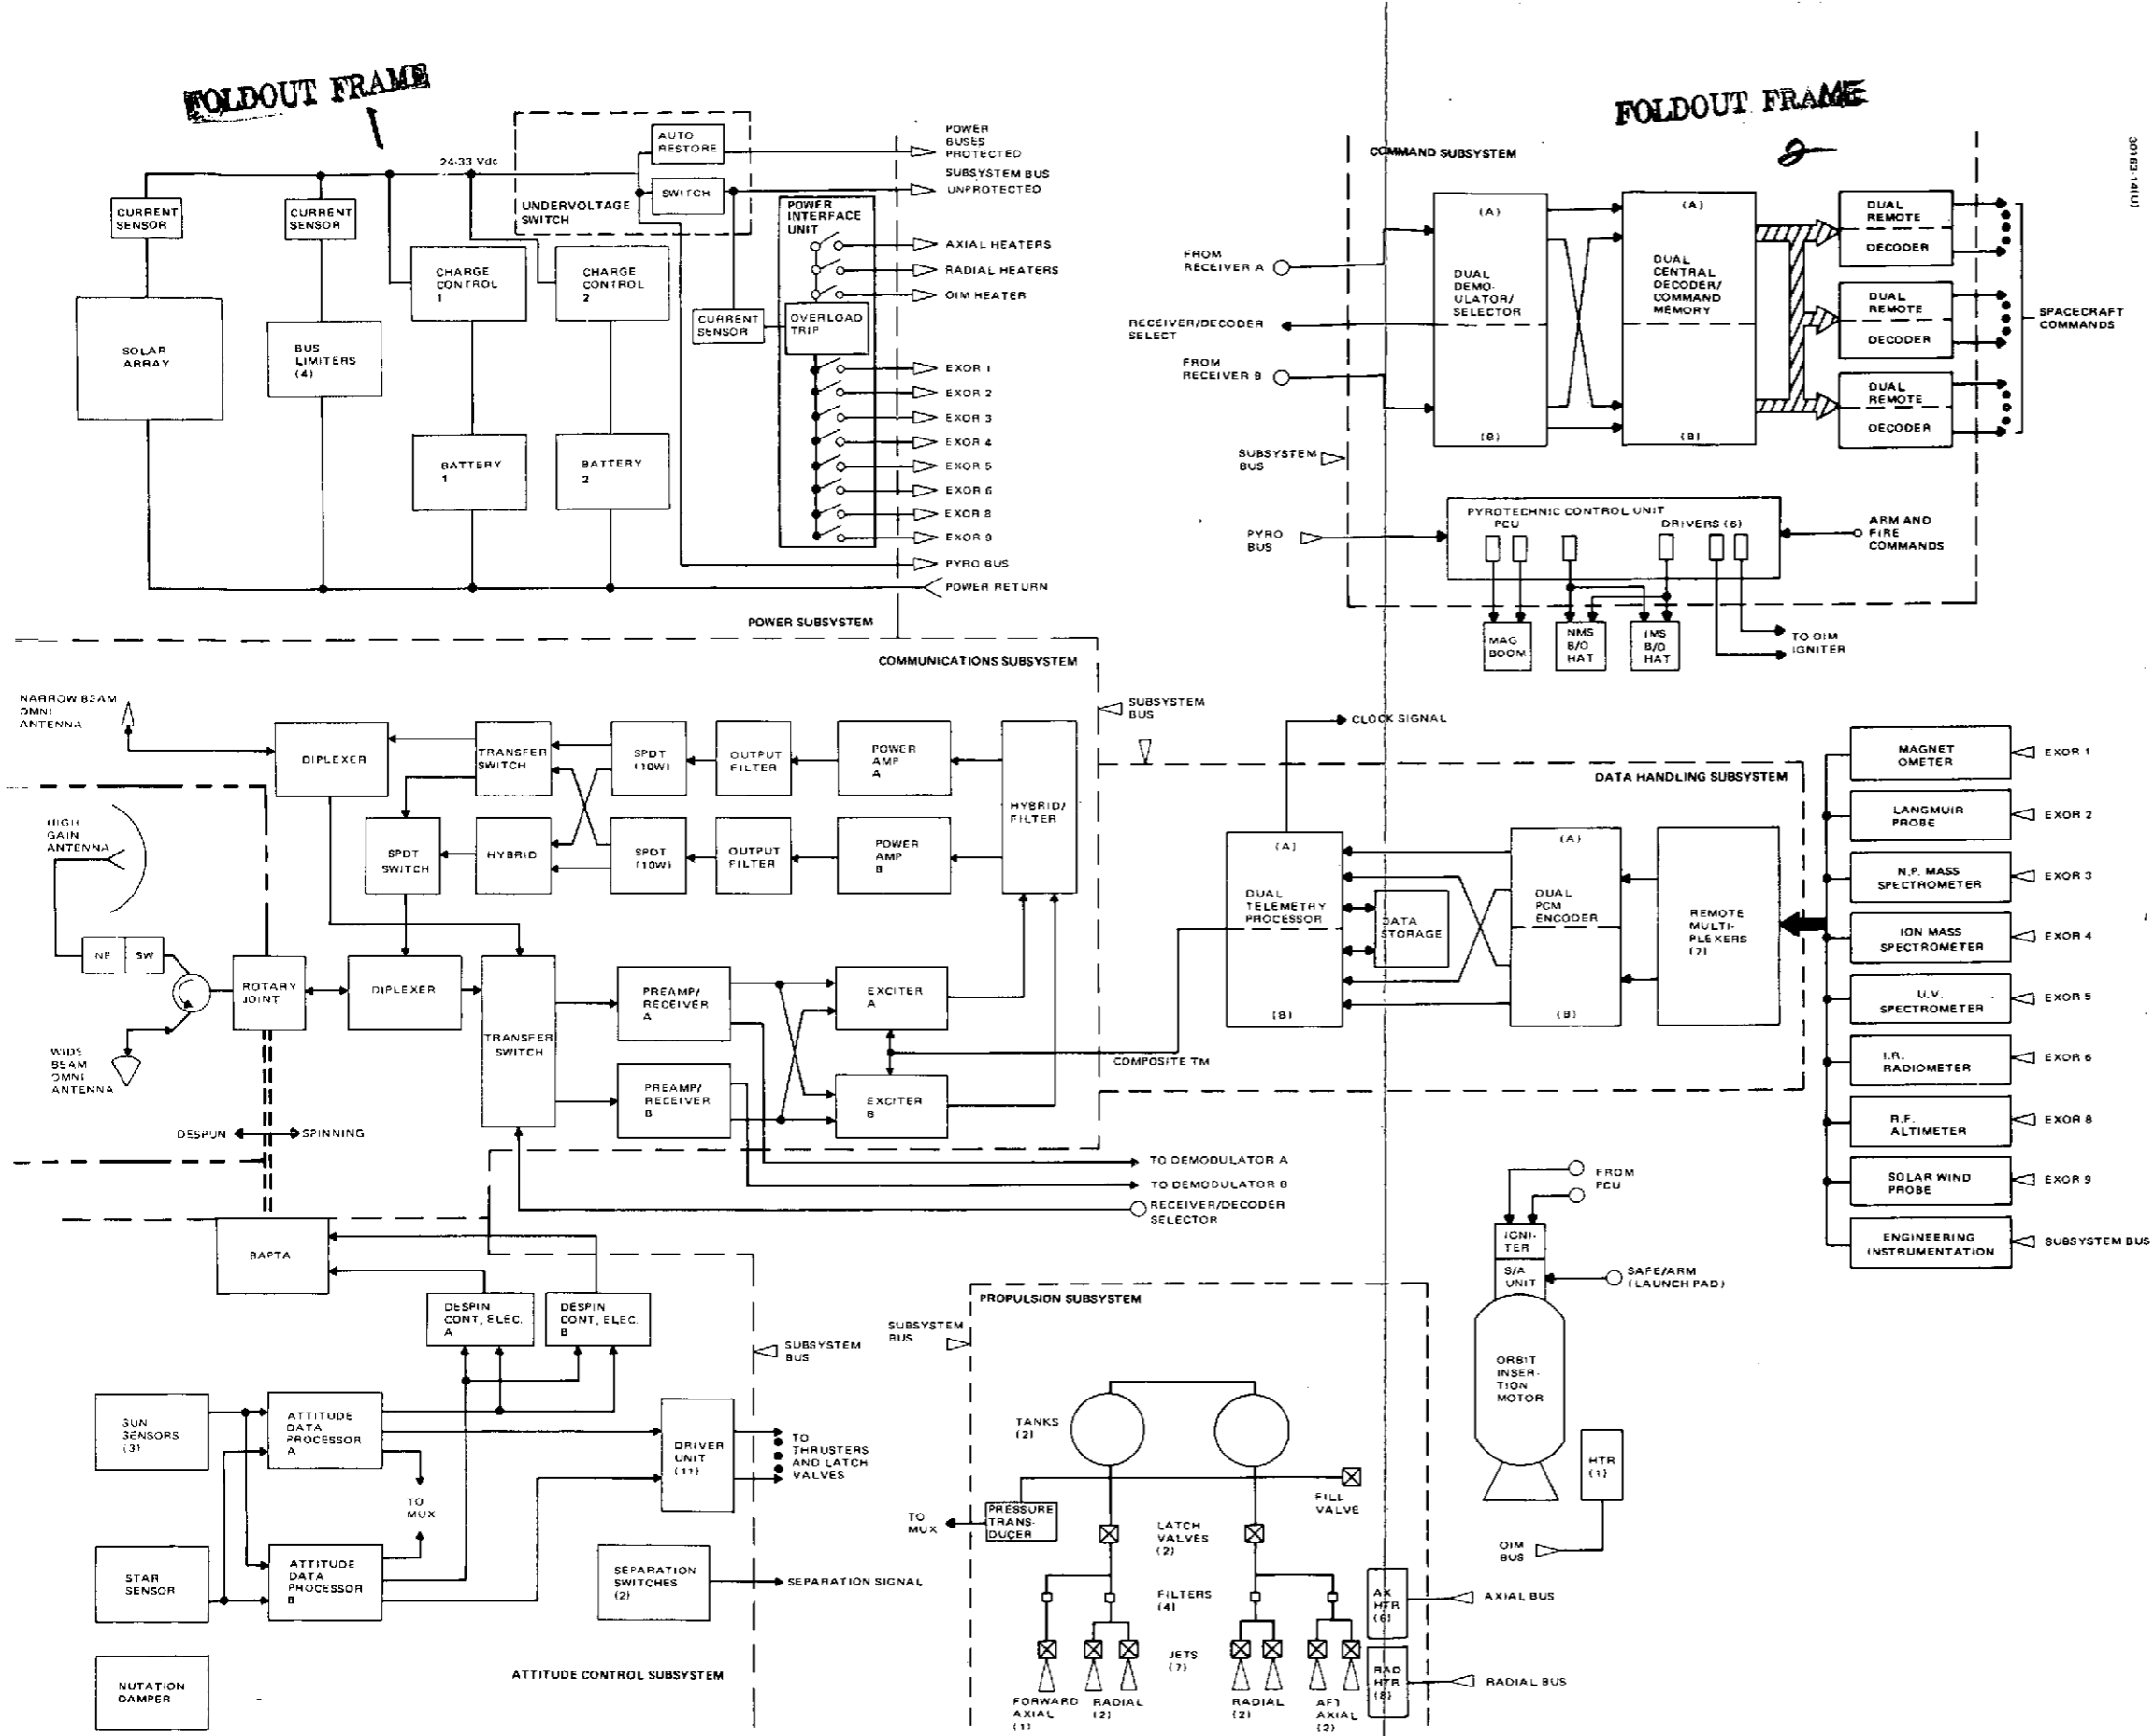 FOLDOUT FRAME
FOLDOUT FRAME
2
30183-14(U)
24-33 Vdc
CURRENT
SENSOR
CURRENT
SENSOR
SOLAR
ARRAY
BUS
LIMITERS
(4)
CHARGE
CONTROL
1
CHARGE
CONTROL
2
BATTERY
1
BATTERY
2
UNDERVOLTAGE
SWITCH
AUTO
RESTORE
SWITCH
CURRENT
SENSOR
POWER
INTERFACE
UNIT
OVERLOAD
TRIP
POWER
BUSES
PROTECTED
SUBSYSTEM BUS
UNPROTECTED
AXIAL HEATERS
RADIAL HEATERS
OIM HEATER
EXOR 1
EXOR 2
EXOR 3
EXOR 4
EXOR 5
EXOR 6
EXOR 8
EXOR 9
PYRO BUS
POWER RETURN
POWER SUBSYSTEM
COMMAND SUBSYSTEM
FROM
RECEIVER A
RECEIVER/DECODER
SELECT
FROM
RECEIVER B
SUBSYSTEM
BUS
(A)
DUAL
DEMO-
ULATOR/
SELECTOR
(B)
(A)
DUAL
CENTRAL
DECODER/
COMMAND
MEMORY
(B)
DUAL
REMOTE
DECODER
DUAL
REMOTE
DECODER
DUAL
REMOTE
DECODER
SPACECRAFT
COMMANDS
PYRO
BUS
PYROTECHNIC CONTROL UNIT
PCU
DRIVERS (6)
ARM AND
FIRE
COMMANDS
MAG
BOOM
NMS
B/O
HAT
IMS
B/O
HAT
TO OIM
IGNITER
COMMUNICATIONS SUBSYSTEM
SUBSYSTEM
BUS
NARROW BEAM
OMNI
ANTENNA
DIPLEXER
TRANSFER
SWITCH
SPDT
(10W)
OUTPUT
FILTER
POWER
AMP
A
HYBRID/
FILTER
HIGH
GAIN
ANTENNA
SPDT
SWITCH
HYBRID
SPDT
(10W)
OUTPUT
FILTER
POWER
AMP
B
NF
SW
ROTARY
JOINT
DIPLEXER
TRANSFER
SWITCH
PREAMP/
RECEIVER
A
EXCITER
A
PREAMP/
RECEIVER
B
EXCITER
B
WIDE
BEAM
OMNI
ANTENNA
DESPUN
SPINNING
COMPOSITE TM
TO DEMODULATOR A
TO DEMODULATOR B
RECEIVER/DECODER
SELECTOR
CLOCK SIGNAL
DATA HANDLING SUBSYSTEM
(A)
DUAL
TELEMETRY
PROCESSOR
(B)
DATA
STORAGE
(A)
DUAL
PCM
ENCODER
(B)
REMOTE
MULTI-
PLEXERS
(7)
MAGNET
OMETER
EXOR 1
LANGMUIR
PROBE
EXOR 2
N.P. MASS
SPECTROMETER
EXOR 3
ION MASS
SPECTROMETER
EXOR 4
U.V.
SPECTROMETER
EXOR 5
I.R.
RADIOMETER
EXOR 6
R.F.
ALTIMETER
EXOR 8
SOLAR WIND
PROBE
EXOR 9
ENGINEERING
INSTRUMENTATION
SUBSYSTEM BUS
BAPTA
DESPIN
CONT, ELEC.
A
DESPIN
CONT, ELEC.
B
SUBSYSTEM
BUS
SUN
SENSORS
(3)
ATTITUDE
DATA
PROCESSOR
A
DRIVER
UNIT
(11)
TO
THRUSTERS
AND LATCH
VALVES
TO
MUX
STAR
SENSOR
ATTITUDE
DATA
PROCESSOR
B
SEPARATION
SWITCHES
(2)
SEPARATION SIGNAL
NUTATION
DAMPER
ATTITUDE CONTROL SUBSYSTEM
PROPULSION SUBSYSTEM
SUBSYSTEM
BUS
TANKS
(2)
FILL
VALVE
PRESSURE
TRANS-
DUCER
TO
MUX
LATCH
VALVES
(2)
FILTERS
(4)
JETS
(7)
FORWARD
AXIAL
(1)
RADIAL
(2)
RADIAL
(2)
AFT
AXIAL
(2)
AX
HTR
(6)
AXIAL BUS
RAD
HTR
(8)
RADIAL BUS
FROM
PCU
IGNI-
TER
S/A
UNIT
SAFE/ARM
(LAUNCH PAD)
ORBIT
INSER-
TION
MOTOR
HTR
(1)
OIM
BUS